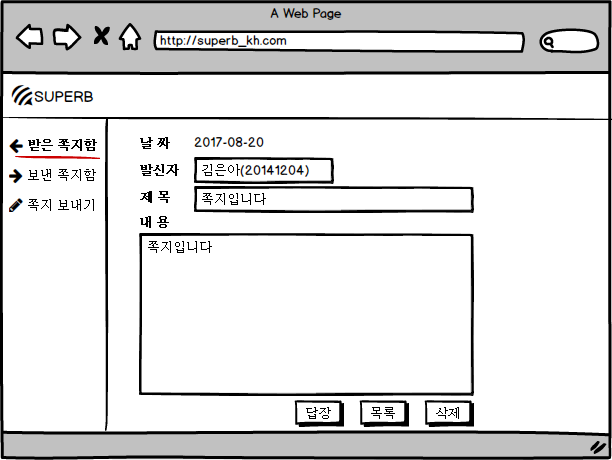 A Web Page
http://superb_kh.com
SUPERB
받은 쪽지함
보낸 쪽지함
쪽지 보내기
날 짜 2017-08-20
발신자 김은아(20141204)
제 목 쪽지입니다
내 용
쪽지입니다
답장 목록 삭제